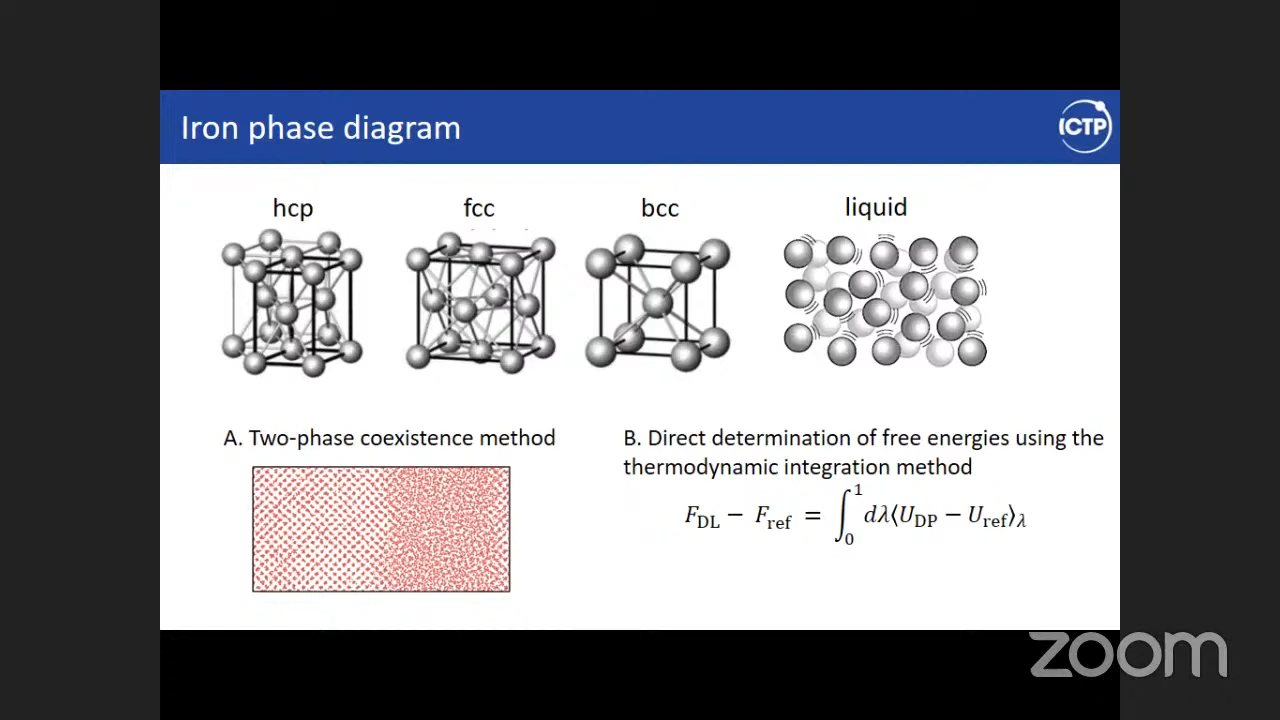 Iron phase diagram
ICTP
hcp
fcc
bcc
liquid
A. Two-phase coexistence method
B. Direct determination of free energies using the
thermodynamic integration method
F_DL − F_ref = ∫₀¹ dλ⟨U_DP − U_ref⟩_λ
zoom